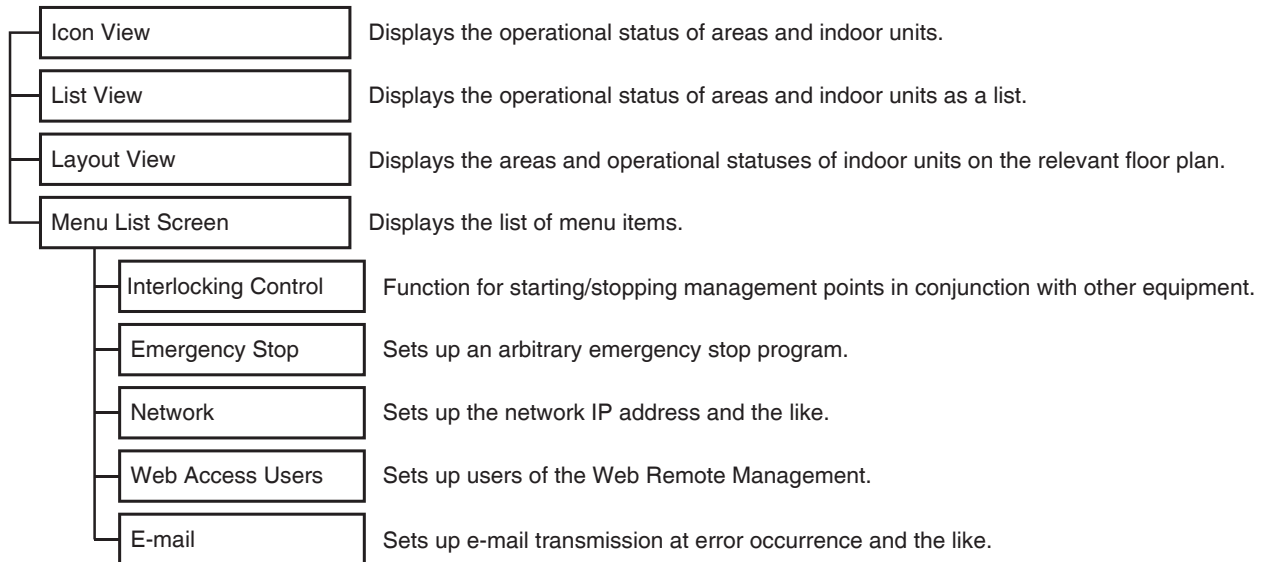 Icon View Displays the operational status of areas and indoor units.
List View Displays the operational status of areas and indoor units as a list.
Layout View Displays the areas and operational statuses of indoor units on the relevant floor plan.
Menu List Screen Displays the list of menu items.
Interlocking Control Function for starting/stopping management points in conjunction with other equipment.
Emergency Stop Sets up an arbitrary emergency stop program.
Network Sets up the network IP address and the like.
Web Access Users Sets up users of the Web Remote Management.
E-mail Sets up e-mail transmission at error occurrence and the like.